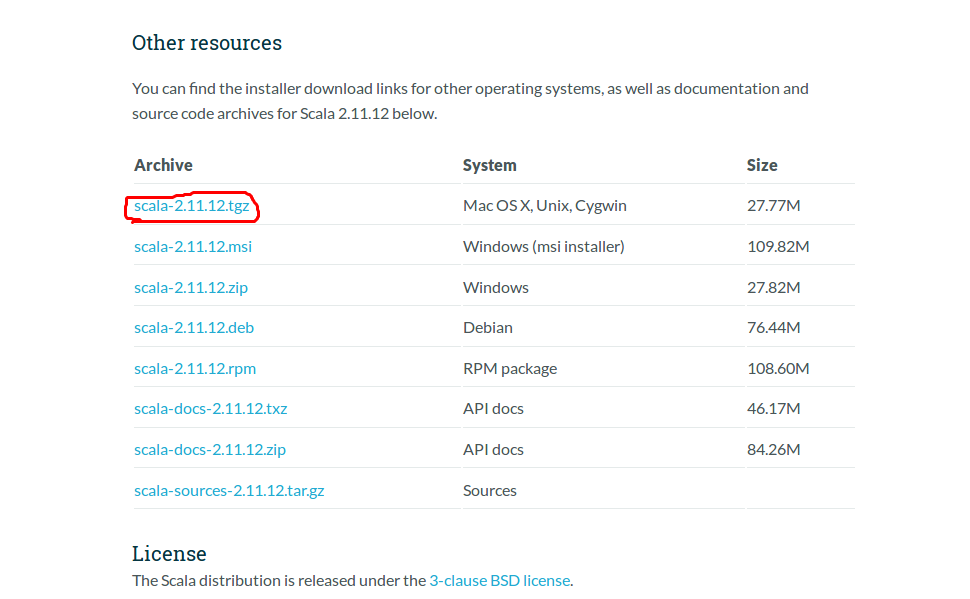 Other resources
You can find the installer download links for other operating systems, as well as documentation and
source code archives for Scala 2.11.12 below.
Archive System Size
scala-2.11.12.tgz Mac OS X, Unix, Cygwin 27.77M
scala-2.11.12.msi Windows (msi installer) 109.82M
scala-2.11.12.zip Windows 27.82M
scala-2.11.12.deb Debian 76.44M
scala-2.11.12.rpm RPM package 108.60M
scala-docs-2.11.12.txz API docs 46.17M
scala-docs-2.11.12.zip API docs 84.26M
scala-sources-2.11.12.tar.gz Sources
License
The Scala distribution is released under the 3-clause BSD license.